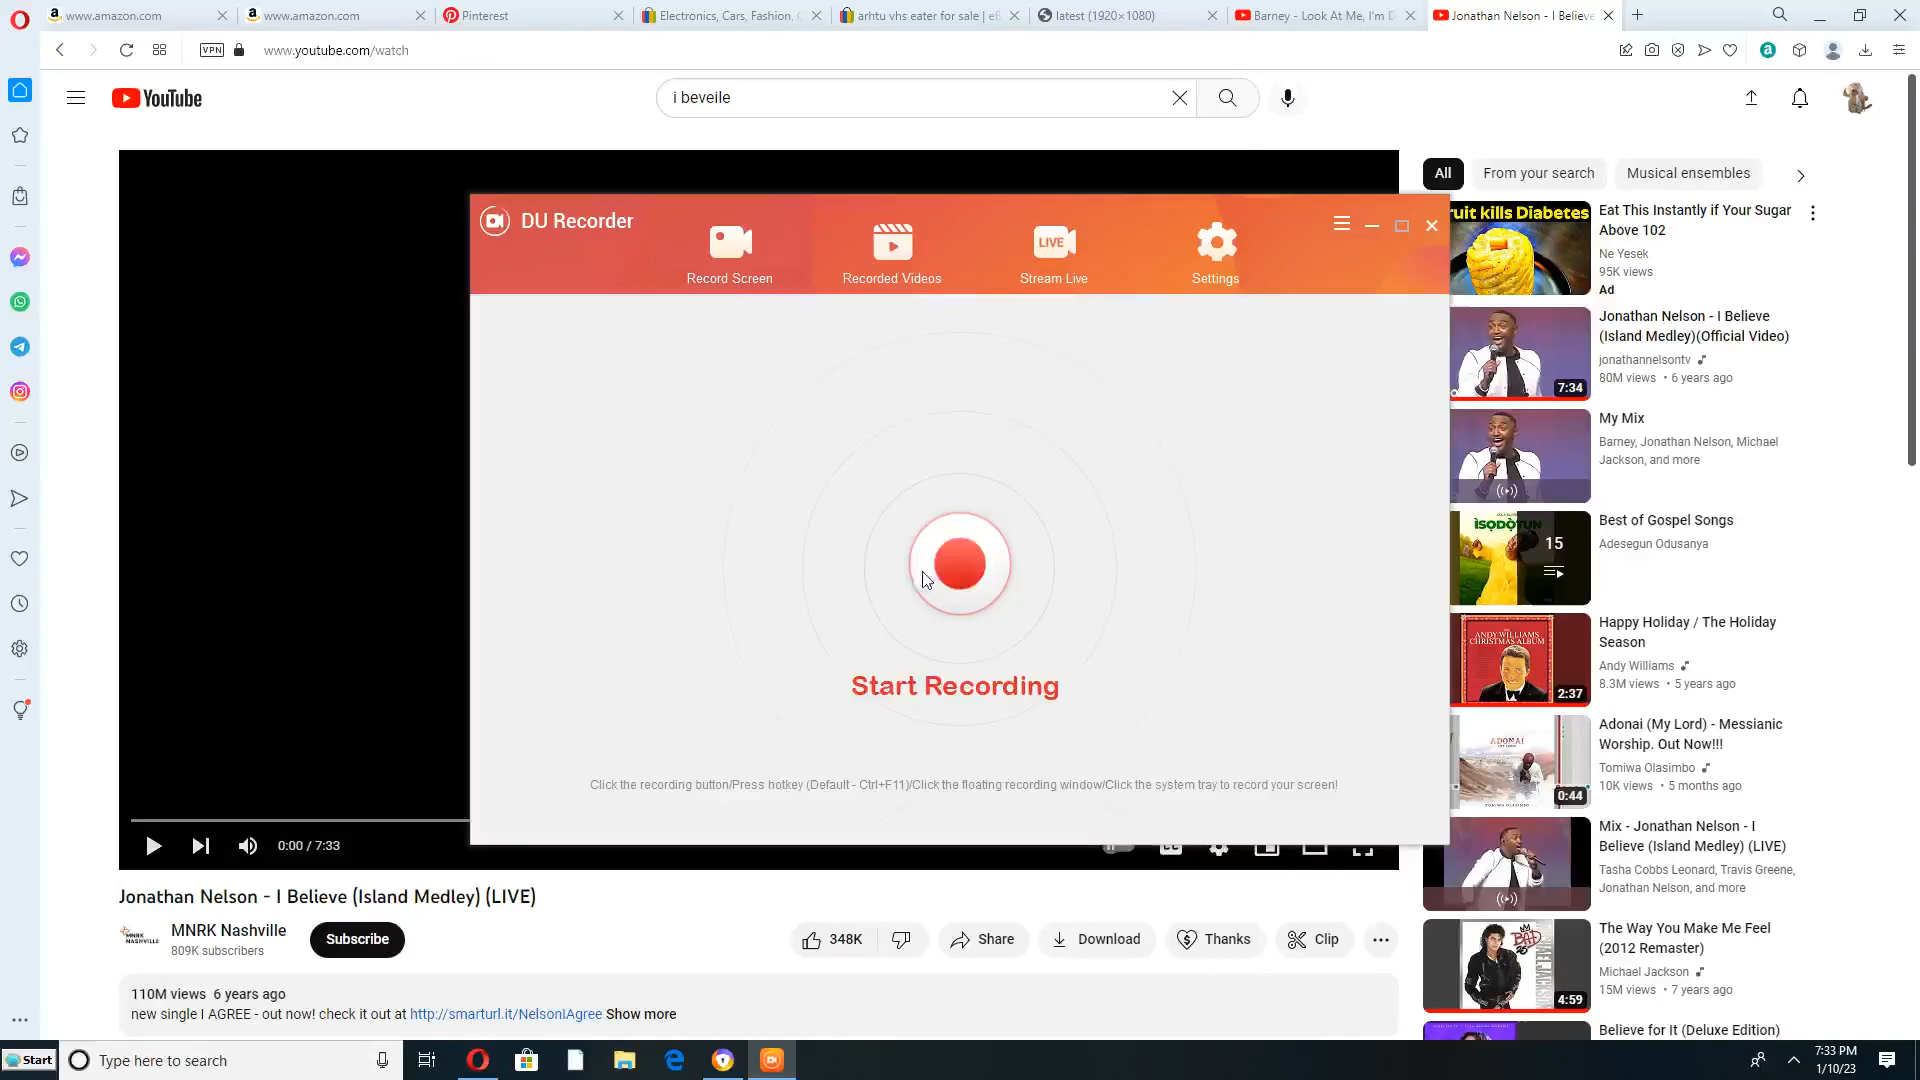 www.amazon.com
www.amazon.com
Pinterest
Electronics, Cars, Fashion, C
arhtu vhs eater for sale | eB
latest (1920×1080)
Barney - Look At Me, I'm D
Jonathan Nelson - I Believe
VPN
www.youtube.com/watch
YouTube
i beveile
All
From your search
Musical ensembles
DU Recorder
Record Screen
Recorded Videos
LIVE
Stream Live
Settings
Start Recording
Click the recording button/Press hotkey (Default - Ctrl+F11)/Click the floating recording window/Click the system tray to record your screen!
0:00 / 7:33
Jonathan Nelson - I Believe (Island Medley) (LIVE)
MNRK Nashville
809K subscribers
Subscribe
348K
Share
Download
Thanks
Clip
110M views 6 years ago
new single I AGREE - out now! check it out at http://smarturl.it/NelsonIAgree Show more
ruit kills Diabetes
Eat This Instantly if Your Sugar
Above 102
Ne Yesek
95K views
Ad
7:34
Jonathan Nelson - I Believe
(Island Medley)(Official Video)
jonathannelsontv
80M views • 6 years ago
My Mix
Barney, Jonathan Nelson, Michael
Jackson, and more
ÌSỌDỌTUN
15
Best of Gospel Songs
Adesegun Odusanya
ANDY WILLIAMS
CHRISTMAS ALBUM
2:37
Happy Holiday / The Holiday
Season
Andy Williams
8.3M views • 5 years ago
ADONAI
TOMIWA OLASIMBO
0:44
Adonai (My Lord) - Messianic
Worship. Out Now!!!
Tomiwa Olasimbo
10K views • 5 months ago
Mix - Jonathan Nelson - I
Believe (Island Medley) (LIVE)
Tasha Cobbs Leonard, Travis Greene,
Jonathan Nelson, and more
BAD
4:59
The Way You Make Me Feel
(2012 Remaster)
Michael Jackson
15M views • 7 years ago
Believe for It (Deluxe Edition)
Start
Type here to search
7:33 PM
1/10/23